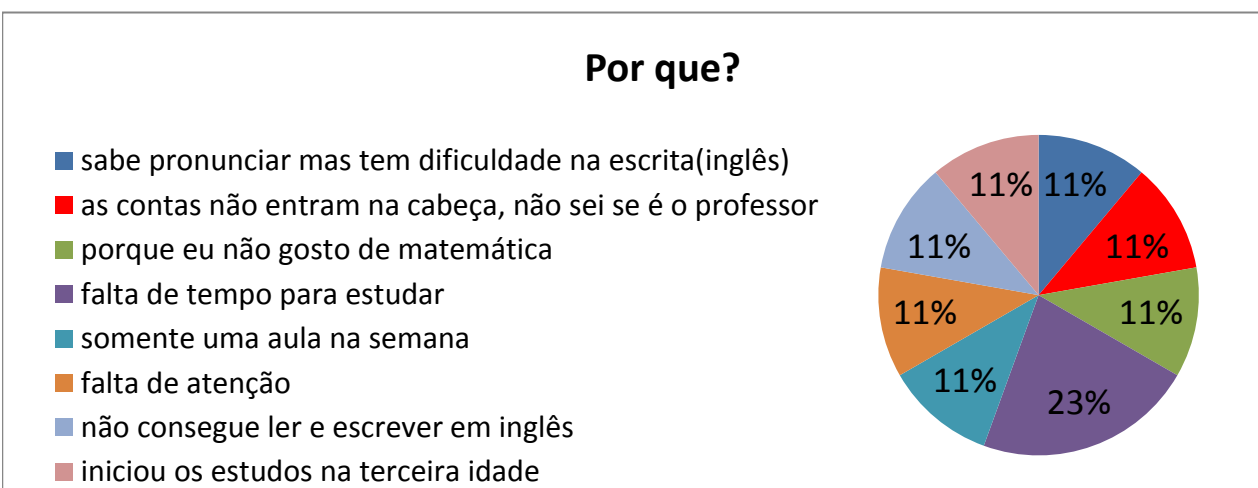 Por que?
sabe pronunciar mas tem dificuldade na escrita(inglês)
as contas não entram na cabeça, não sei se é o professor
porque eu não gosto de matemática
falta de tempo para estudar
somente uma aula na semana
falta de atenção
não consegue ler e escrever em inglês
iniciou os estudos na terceira idade
11% 11%
11% 11%
11% 11%
11% 23%